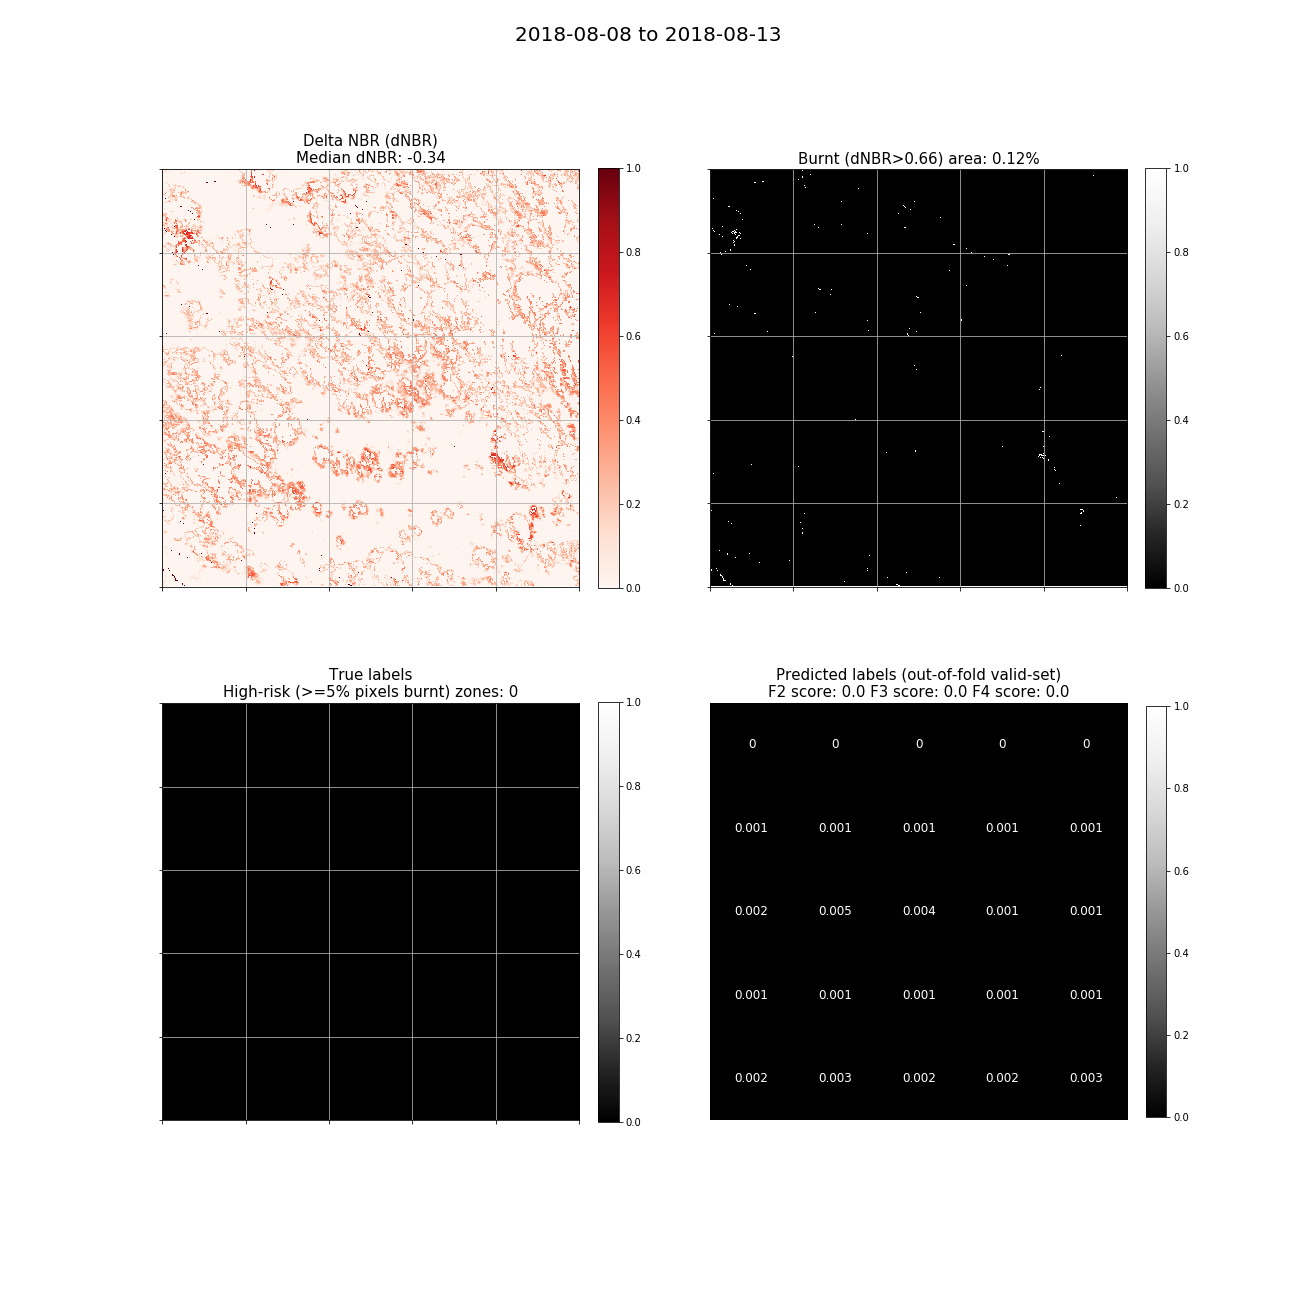 2018-08-08 to 2018-08-13
Delta NBR (dNBR)
Median dNBR: -0.34
1.0
0.8
0.6
0.4
0.2
0.0
Burnt (dNBR>0.66) area: 0.12%
1.0
0.8
0.6
0.4
0.2
0.0
True labels
High-risk (>=5% pixels burnt) zones: 0
1.0
0.8
0.6
0.4
0.2
0.0
Predicted labels (out-of-fold valid-set)
F2 score: 0.0 F3 score: 0.0 F4 score: 0.0
0 0 0 0 0
0.001 0.001 0.001 0.001 0.001
0.002 0.005 0.004 0.001 0.001
0.001 0.001 0.001 0.001 0.001
0.002 0.003 0.002 0.002 0.003
1.0
0.8
0.6
0.4
0.2
0.0